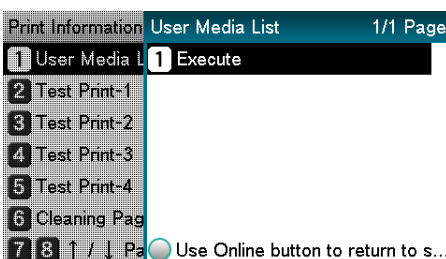 Print Information
User Media List 1/1 Page
1 User Media L
1 Execute
2 Test Print-1
3 Test Print-2
4 Test Print-3
5 Test Print-4
6 Cleaning Pag
7 8 ↑ / ↓ Pa
Use Online button to return to s...